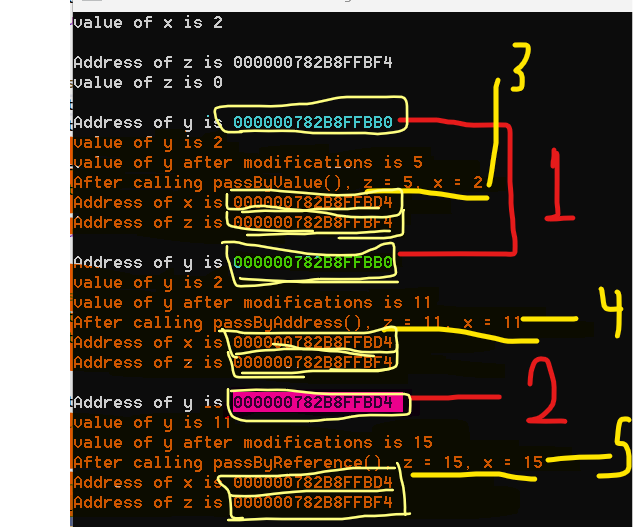 value of x is 2
Address of z is 000000782B8FFBF4
value of z is 0
3
Address of y is 000000782B8FFBB0
value of y is 2
value of y after modifications is 5
After calling passByValue(), z = 5, x = 2
1
Address of x is 000000782B8FFBD4
Address of z is 000000782B8FFBF4
Address of y is 000000782B8FFBB0
value of y is 2
value of y after modifications is 11
After calling passByAddress(), z = 11, x = 11
4
Address of x is 000000782B8FFBD4
Address of z is 000000782B8FFBF4
Address of y is 000000782B8FFBD4
2
value of y is 11
value of y after modifications is 15
After calling passByReference(), z = 15, x = 15
5
Address of x is 000000782B8FFBD4
Address of z is 000000782B8FFBF4